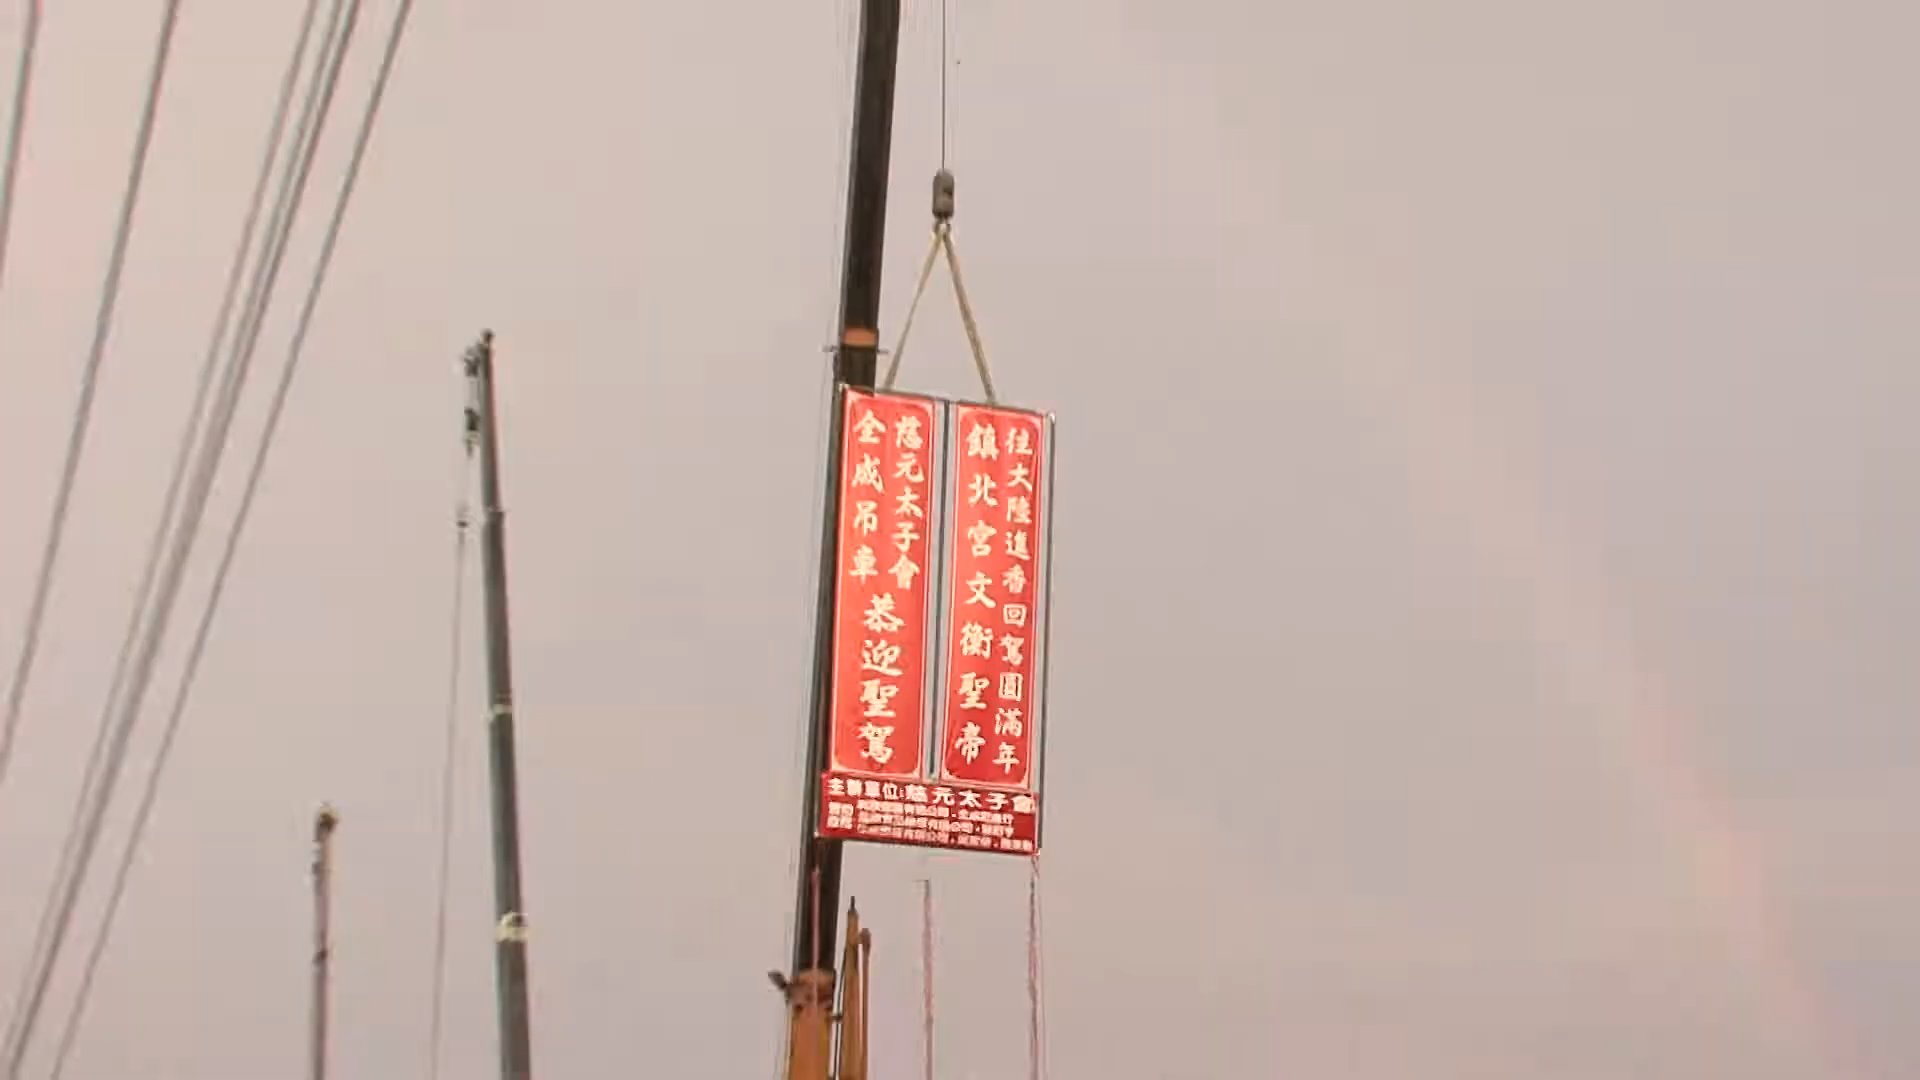 往大陸進香回駕圓滿年
鎮北宮文衡聖帝
慈元太子會
全成吊車
恭迎聖駕
主辦單位:慈元太子會